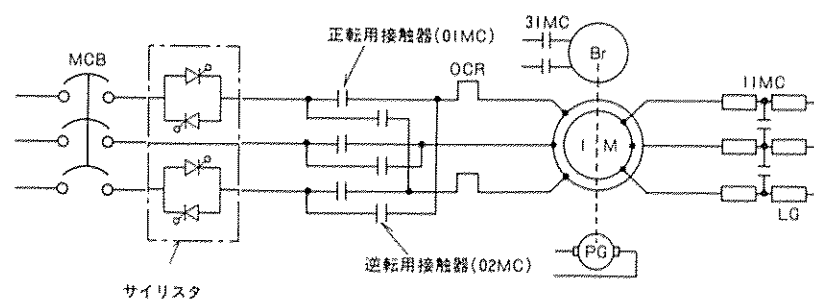 正転用接触器(01MC)
31MC
Br
MCB
OCR
11MC
I M
LG
PG
逆転用接触器(02MC)
サイリスタ